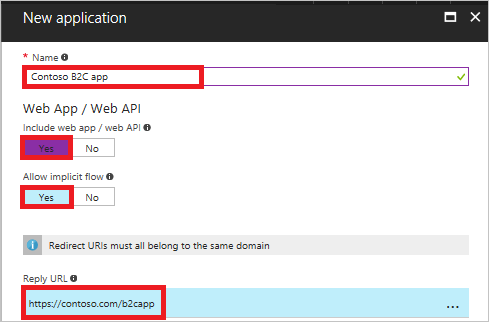 New application
* Name
Contoso B2C app
Web App / Web API
Include web app / web API
Yes No
Allow implicit flow
Yes No
Redirect URIs must all belong to the same domain
Reply URL
https://contoso.com/b2capp ...